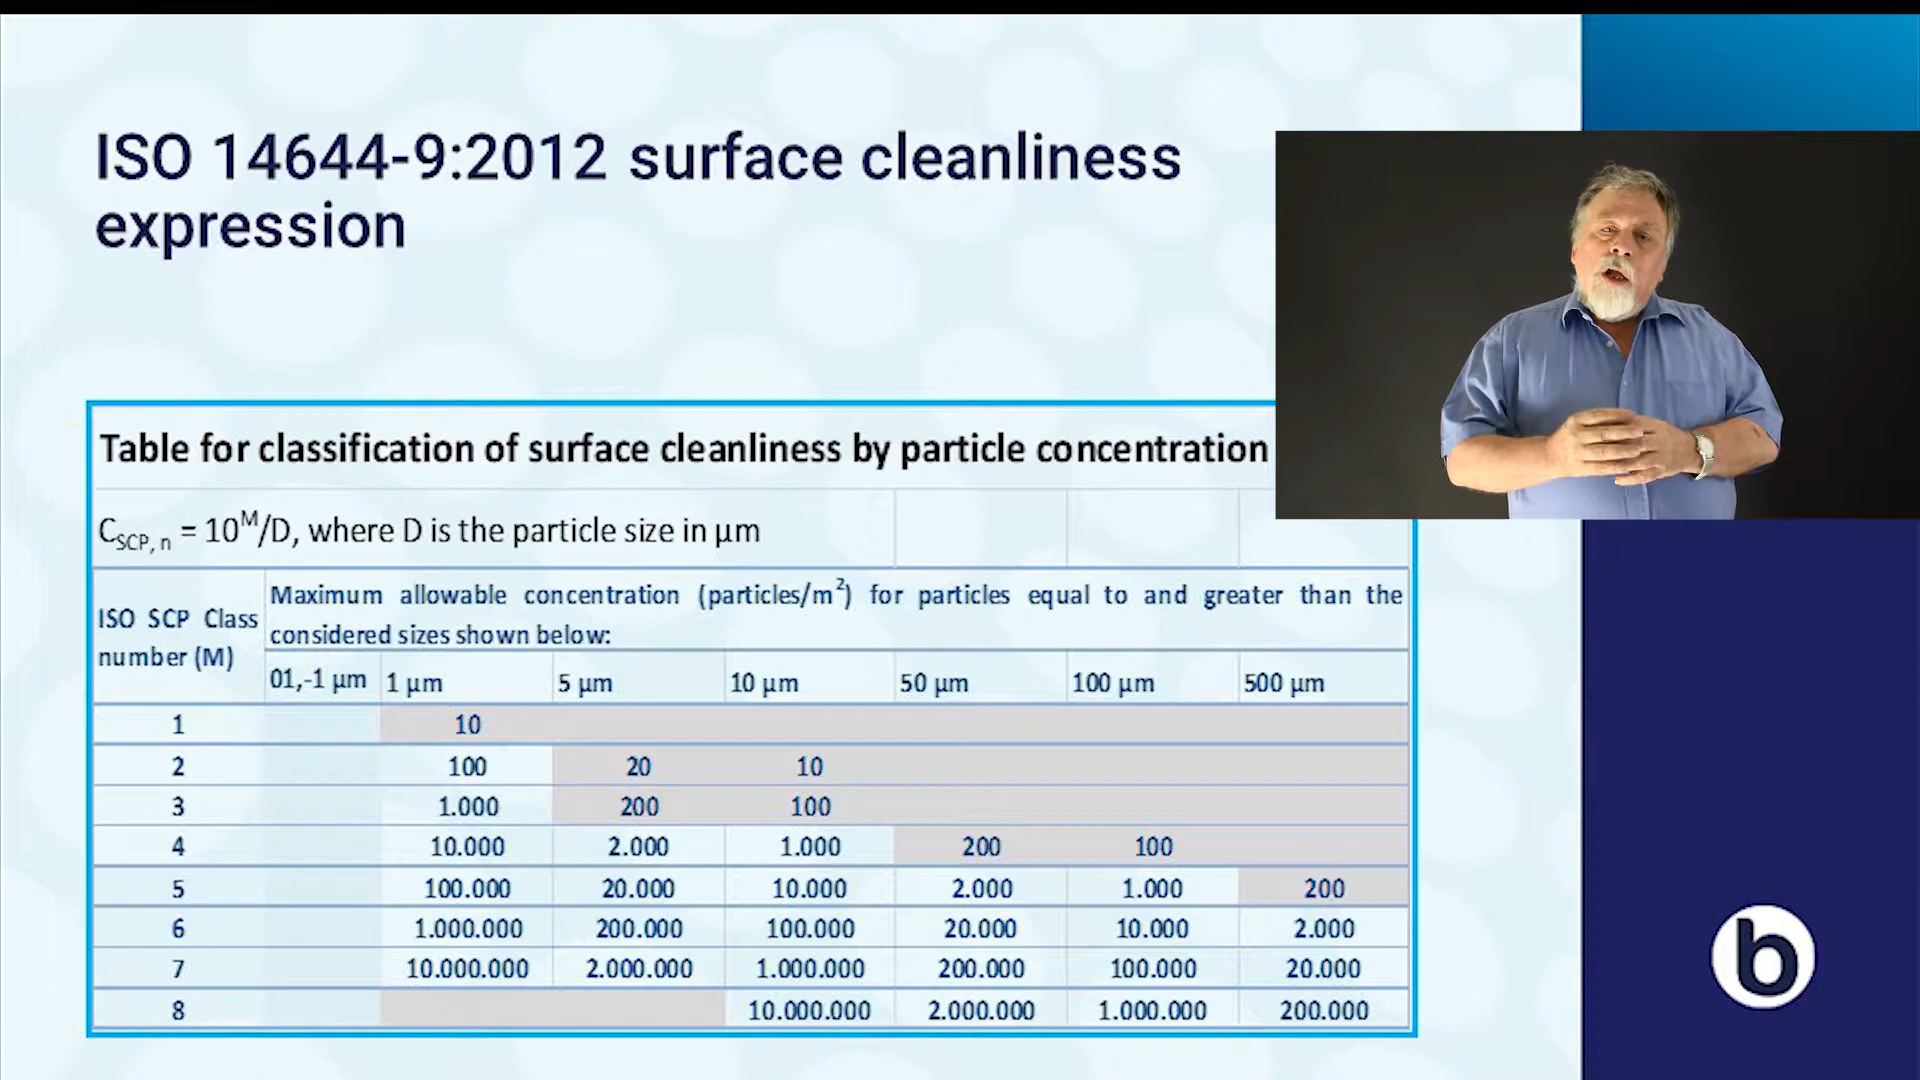 ISO 14644-9:2012 surface cleanliness
expression
Table for classification of surface cleanliness by particle concentration
C_SCP, n = 10^M/D, where D is the particle size in µm
ISO SCP Class
number (M)
Maximum allowable concentration (particles/m²) for particles equal to and greater than the
considered sizes shown below:
01,-1 µm 1 µm 5 µm 10 µm 50 µm 100 µm 500 µm
1 10
2 100 20 10
3 1.000 200 100
4 10.000 2.000 1.000 200 100
5 100.000 20.000 10.000 2.000 1.000 200
6 1.000.000 200.000 100.000 20.000 10.000 2.000
7 10.000.000 2.000.000 1.000.000 200.000 100.000 20.000
8 10.000.000 2.000.000 1.000.000 200.000
b